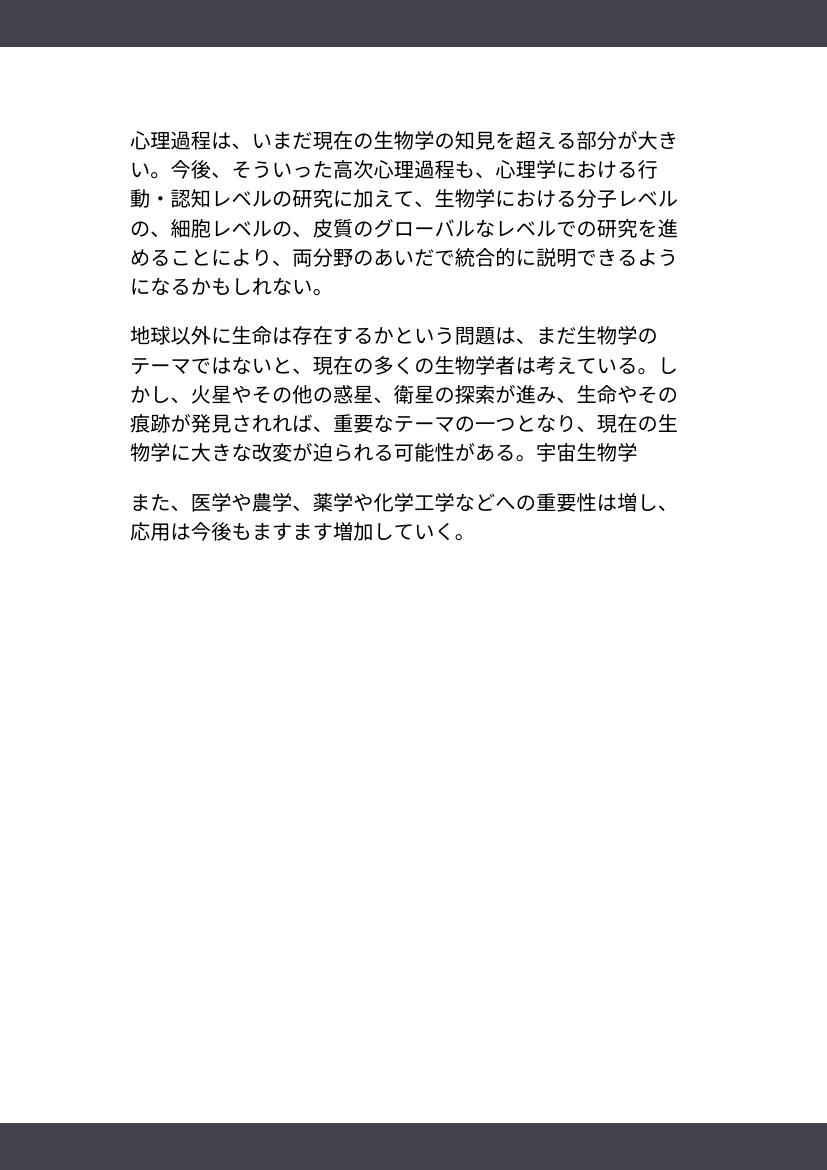 心理過程は、いまだ現在の生物学の知見を超える部分が大き
い。今後、そういった高次心理過程も、心理学における行
動・認知レベルの研究に加えて、生物学における分子レベル
の、細胞レベルの、皮質のグローバルなレベルでの研究を進
めることにより、両分野のあいだで統合的に説明できるよう
になるかもしれない。
地球以外に生命は存在するかという問題は、まだ生物学の
テーマではないと、現在の多くの生物学者は考えている。し
かし、火星やその他の惑星、衛星の探索が進み、生命やその
痕跡が発見されれば、重要なテーマの一つとなり、現在の生
物学に大きな改変が迫られる可能性がある。宇宙生物学
また、医学や農学、薬学や化学工学などへの重要性は増し、
応用は今後もますます増加していく。